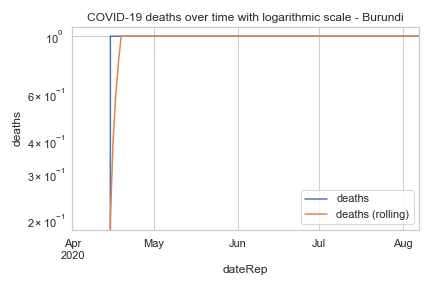 COVID-19 deaths over time with logarithmic scale - Burundi
10⁰
6 × 10⁻¹
4 × 10⁻¹
3 × 10⁻¹
2 × 10⁻¹
deaths
deaths
deaths (rolling)
Apr
2020
May
Jun
Jul
Aug
dateRep